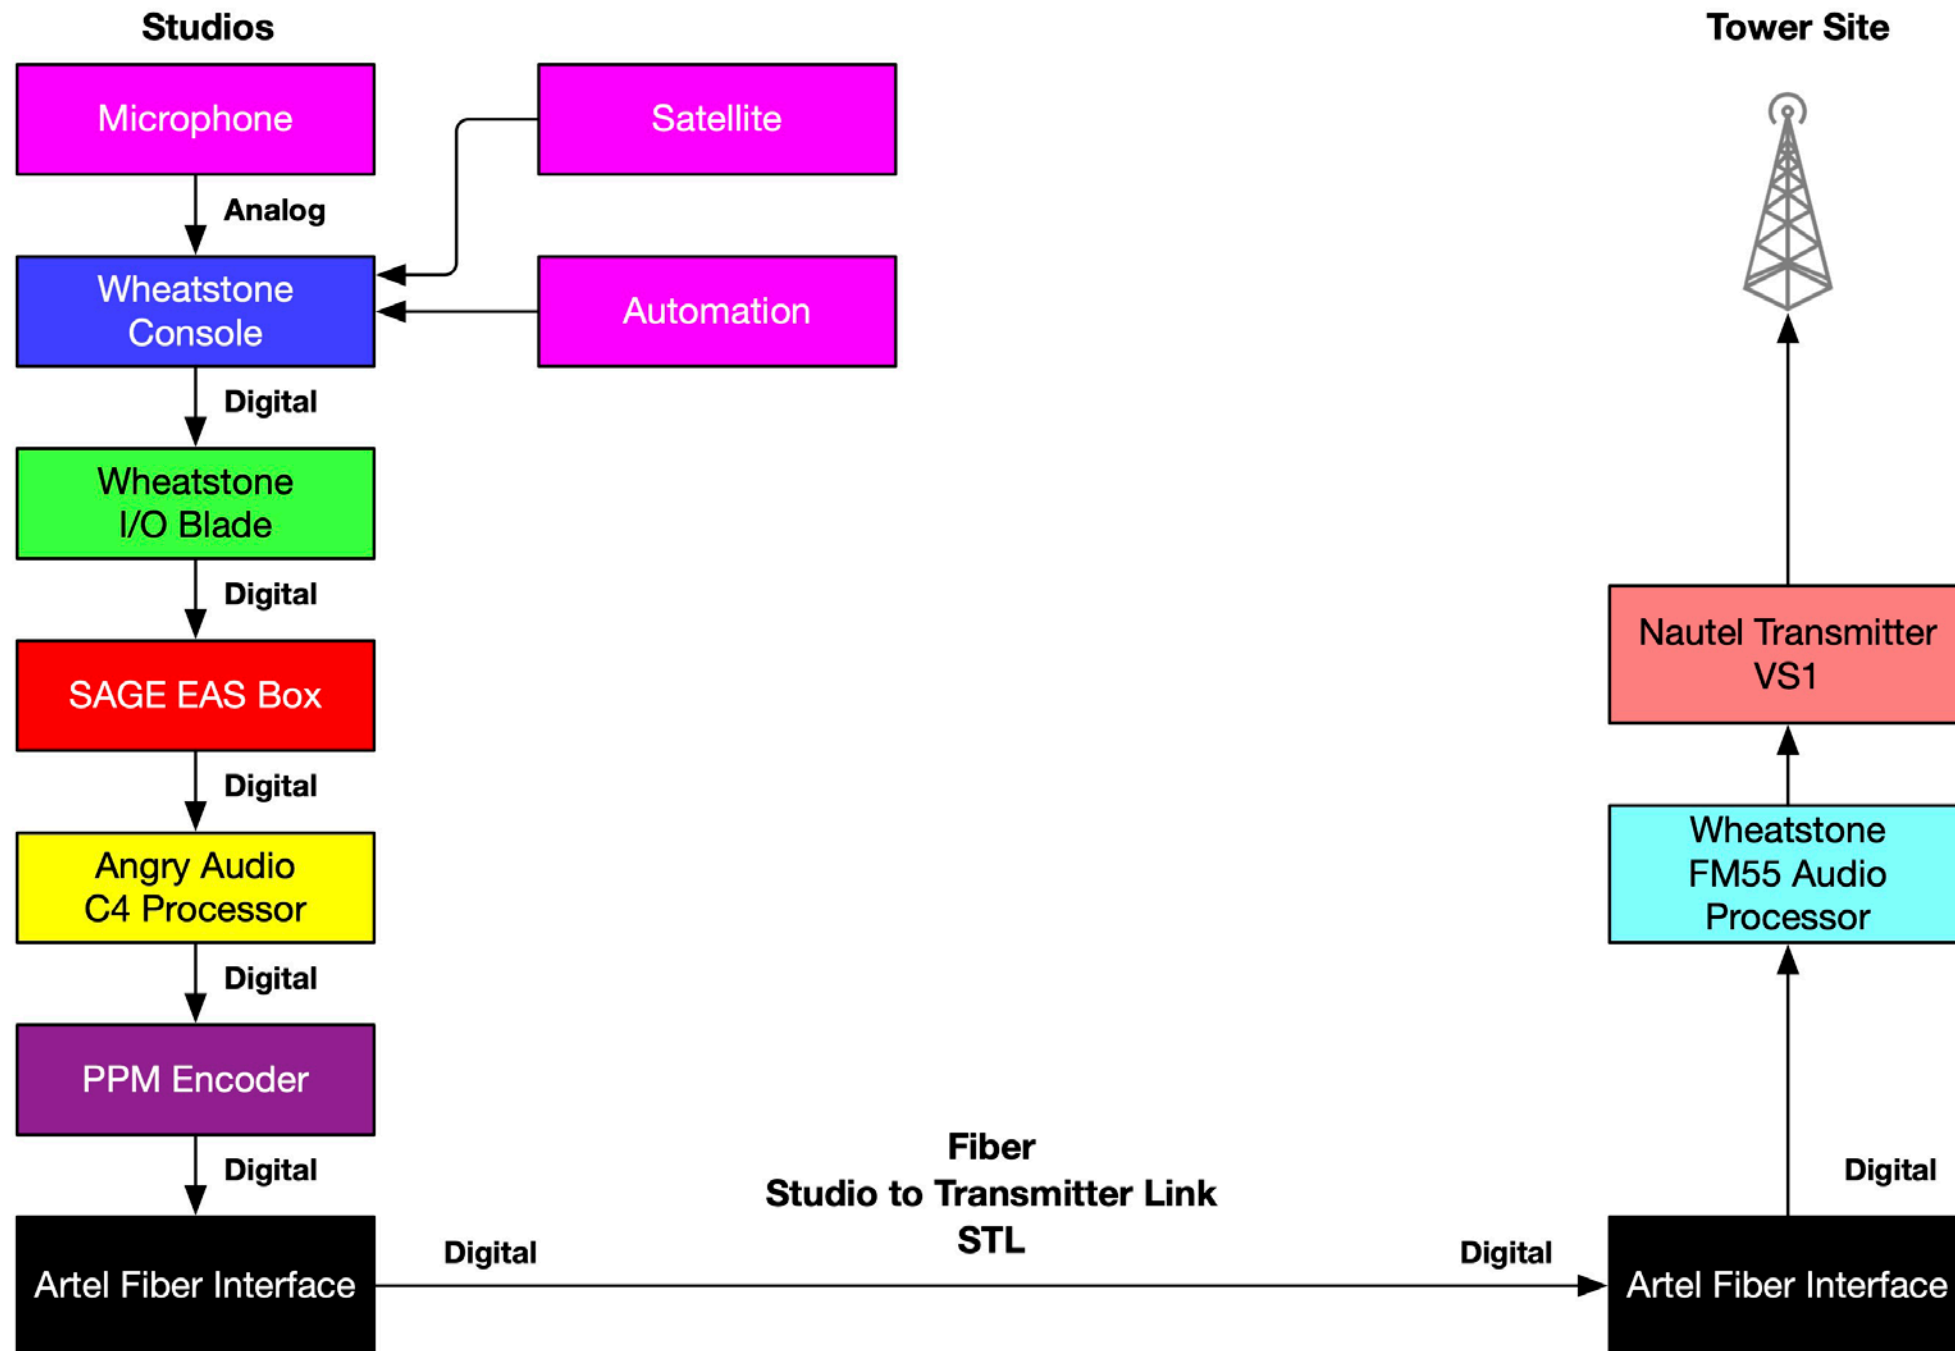 Studios
Tower Site
Microphone
Satellite
Analog
Wheatstone
Console
Automation
Digital
Wheatstone
I/O Blade
Digital
SAGE EAS Box
Nautel Transmitter
VS1
Digital
Angry Audio
C4 Processor
Wheatstone
FM55 Audio
Processor
Digital
PPM Encoder
Digital
Fiber
Studio to Transmitter Link
STL
Digital
Digital
Digital
Artel Fiber Interface
Artel Fiber Interface